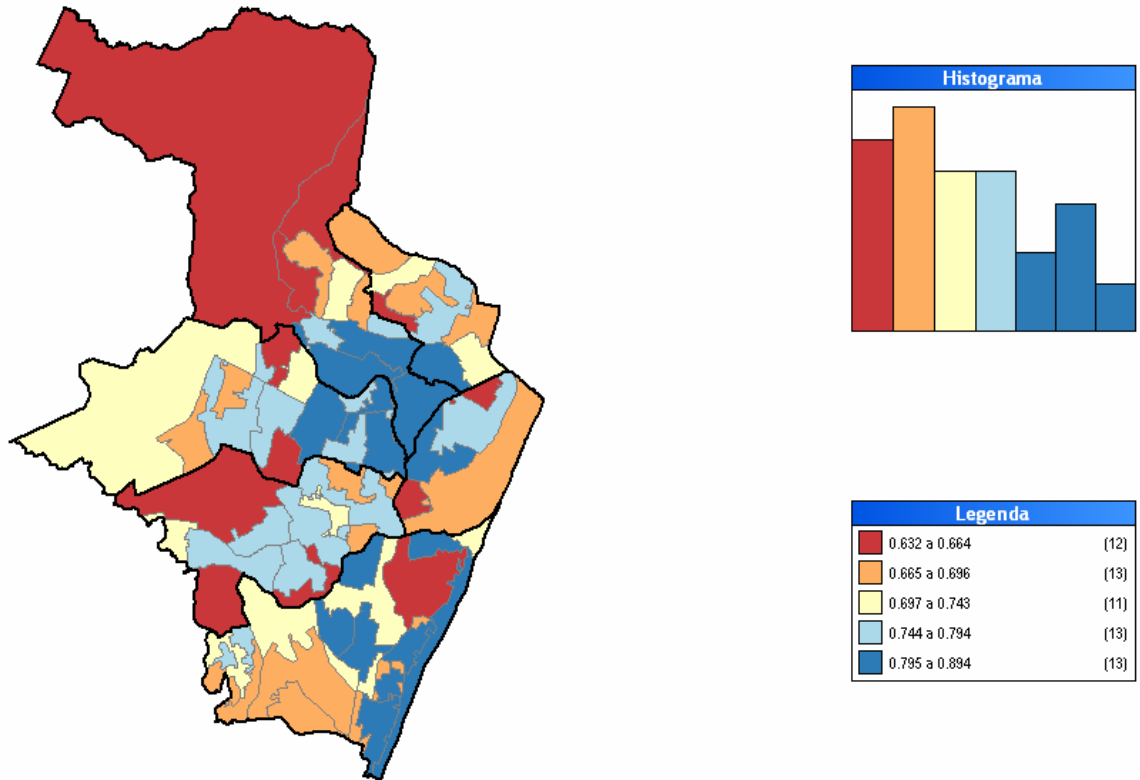 Histograma
Legenda
0.632 a 0.664 (12)
0.665 a 0.696 (13)
0.697 a 0.743 (11)
0.744 a 0.794 (13)
0.795 a 0.894 (13)